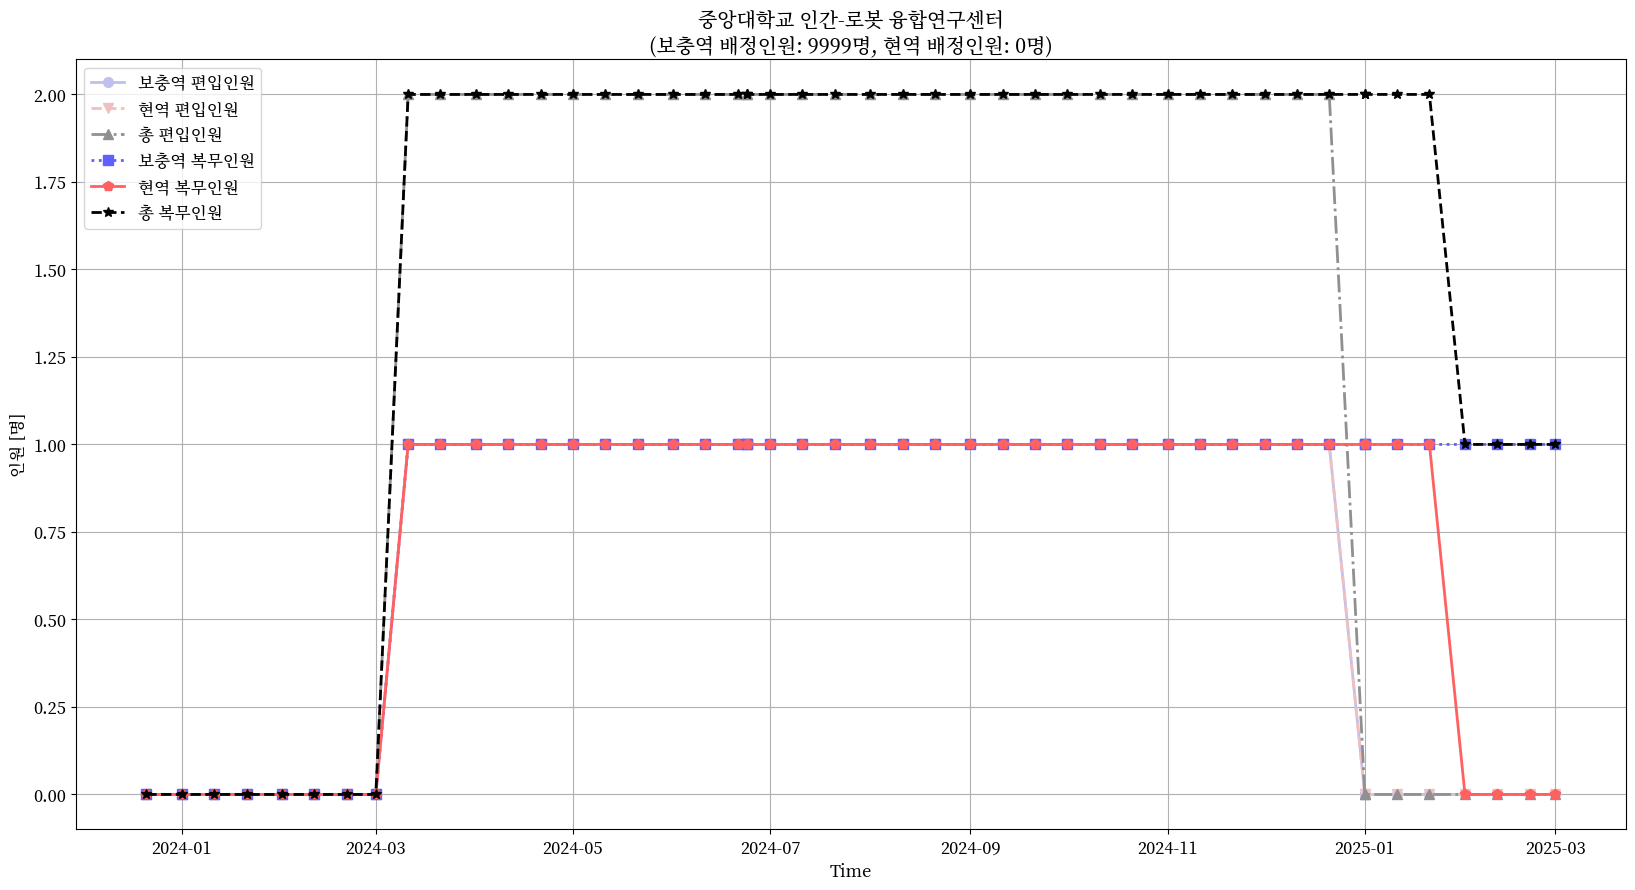 중앙대학교 인간-로봇 융합연구센터
(보충역 배정인원: 9999명, 현역 배정인원: 0명)
보충역 편입인원
현역 편입인원
총 편입인원
보충역 복무인원
현역 복무인원
총 복무인원
인원 [명]
2.00
1.75
1.50
1.25
1.00
0.75
0.50
0.25
0.00
2024-01 2024-03 2024-05 2024-07 2024-09 2024-11 2025-01 2025-03
Time